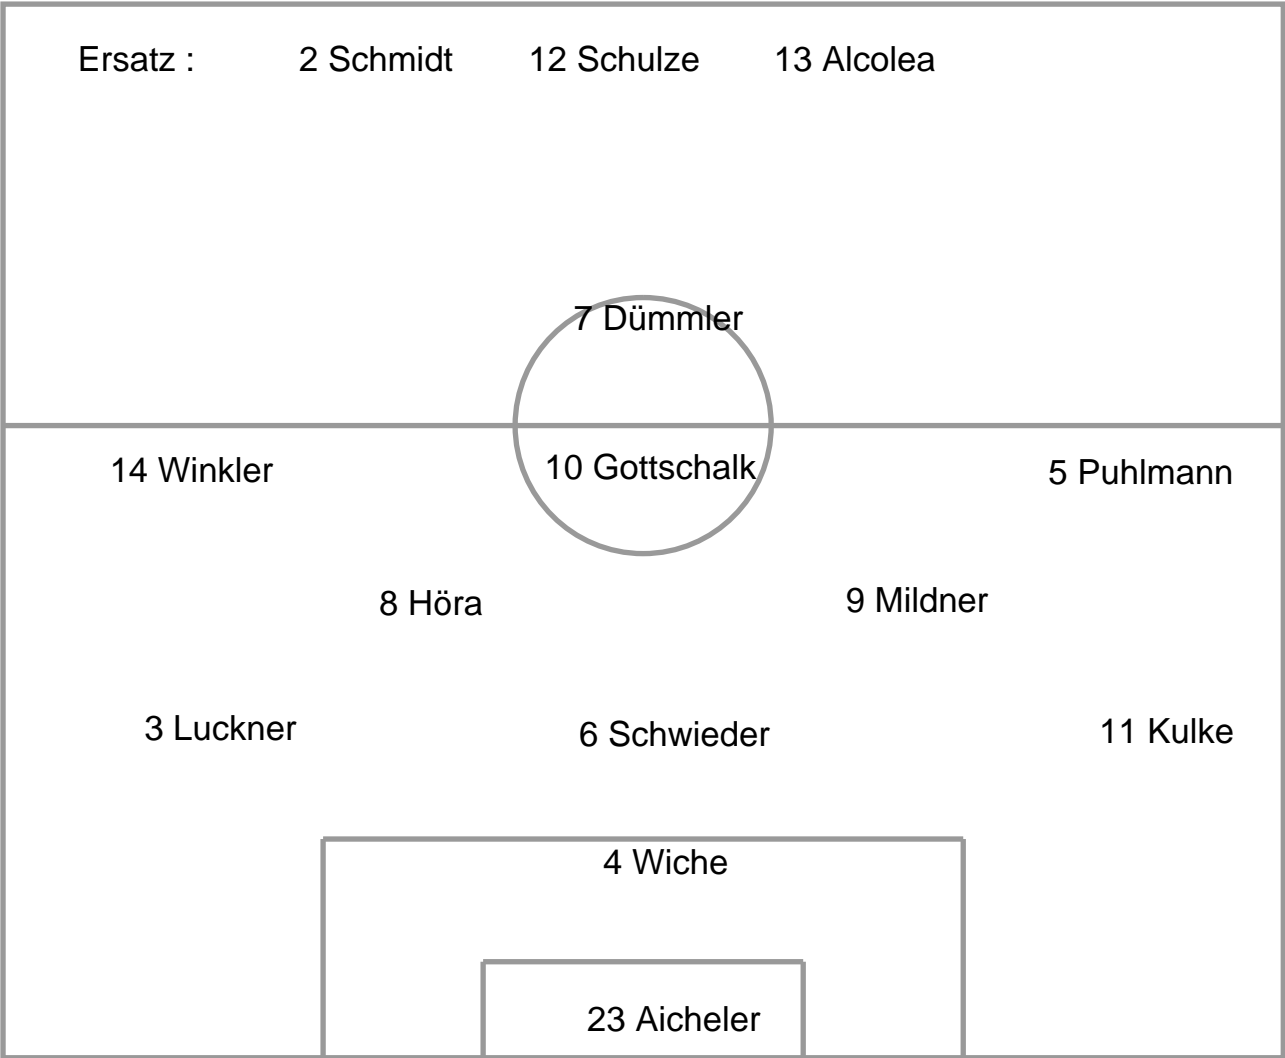 Ersatz : 2 Schmidt 12 Schulze 13 Alcolea
7 Dümmler
14 Winkler 10 Gottschalk 5 Puhlmann
8 Höra 9 Mildner
3 Luckner 6 Schwieder 11 Kulke
4 Wiche
23 Aicheler